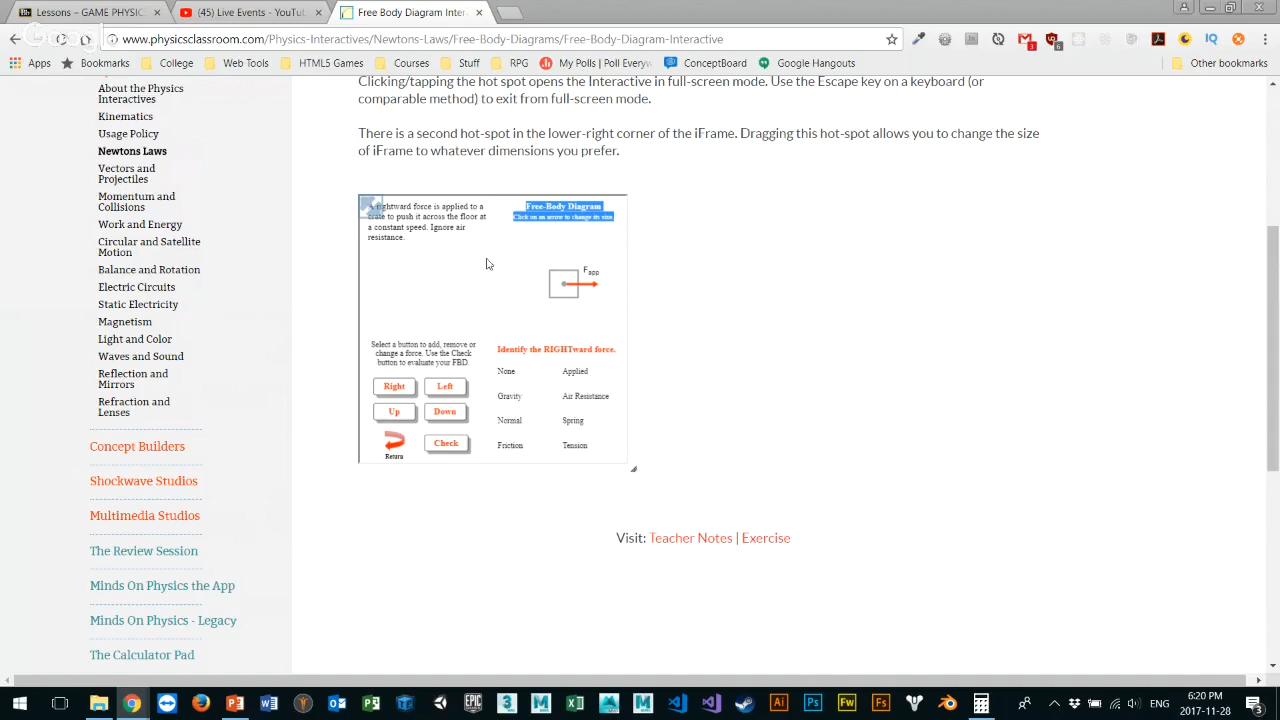 Lessons – GAME PHYSIC
Live Events - YouTub
Free Body Diagram Inter
www.physicsclassroom.com/Physics-Interactives/Newtons-Laws/Free-Body-Diagrams/Free-Body-Diagram-Interactive
Apps
Bookmarks
College
Web Tools
HTML5 Games
Courses
Stuff
RPG
My Polls | Poll Everyw
ConceptBoard
Google Hangouts
Other bookmarks
About the Physics
Interactives
Kinematics
Usage Policy
Newtons Laws
Vectors and
Projectiles
Momentum and
Collisions
Work and Energy
Circular and Satellite
Motion
Balance and Rotation
Electric Circuits
Static Electricity
Magnetism
Light and Color
Waves and Sound
Reflection and
Mirrors
Refraction and
Lenses
Concept Builders
Shockwave Studios
Multimedia Studios
The Review Session
Minds On Physics the App
Minds On Physics - Legacy
The Calculator Pad
Clicking/tapping the hot spot opens the Interactive in full-screen mode. Use the Escape key on a keyboard (or
comparable method) to exit from full-screen mode.
There is a second hot-spot in the lower-right corner of the iFrame. Dragging this hot-spot allows you to change the size
of iFrame to whatever dimensions you prefer.
A rightward force is applied to a
crate to push it across the floor at
a constant speed. Ignore air
resistance.
Free-Body Diagram
Click on an arrow to change its size.
Fapp
Select a button to add, remove or
change a force. Use the Check
button to evaluate your FBD.
Right
Left
Up
Down
Return
Check
Identify the RIGHTward force.
None
Applied
Gravity
Air Resistance
Normal
Spring
Friction
Tension
Visit: Teacher Notes | Exercise
6:20 PM
ENG
2017-11-28